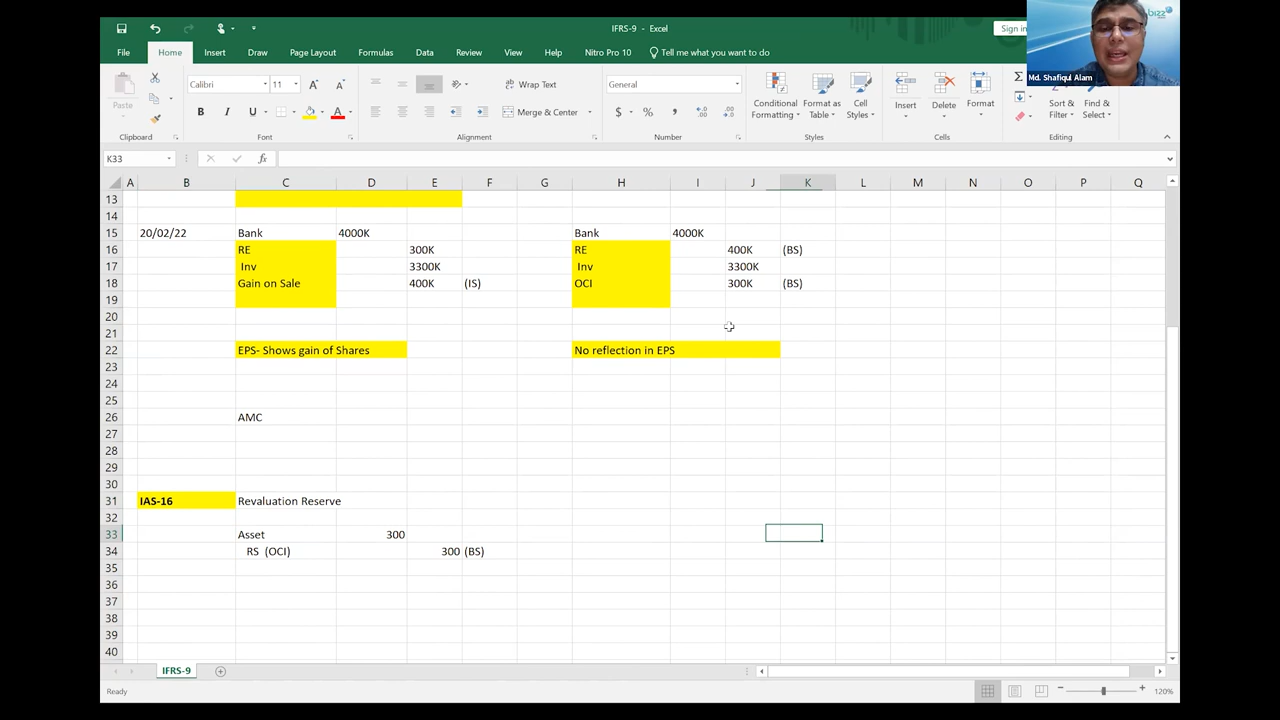 IFRS-9 - Excel
Sign in
bizz
Md. Shafiqul Alam
File Home Insert Draw Page Layout Formulas Data Review View Help Nitro Pro 10 Tell me what you want to do
Paste
Calibri 11
B I U A
Wrap Text
Merge & Center
General
$ % ,
Conditional Formatting
Format as Table
Cell Styles
Insert
Delete
Format
Sort & Filter
Find & Select
Clipboard Font Alignment Number Styles Cells Editing
K33 fx
A B C D E F G H I J K L M N O P Q
13
14
15 20/02/22 Bank 4000K Bank 4000K
16 RE 300K RE 400K (BS)
17 Inv 3300K Inv 3300K
18 Gain on Sale 400K (IS) OCI 300K (BS)
19
20
21
22 EPS- Shows gain of Shares No reflection in EPS
23
24
25
26 AMC
27
28
29
30
31 IAS-16 Revaluation Reserve
32
33 Asset 300
34 RS (OCI) 300 (BS)
35
36
37
38
39
40
IFRS-9
Ready
120%